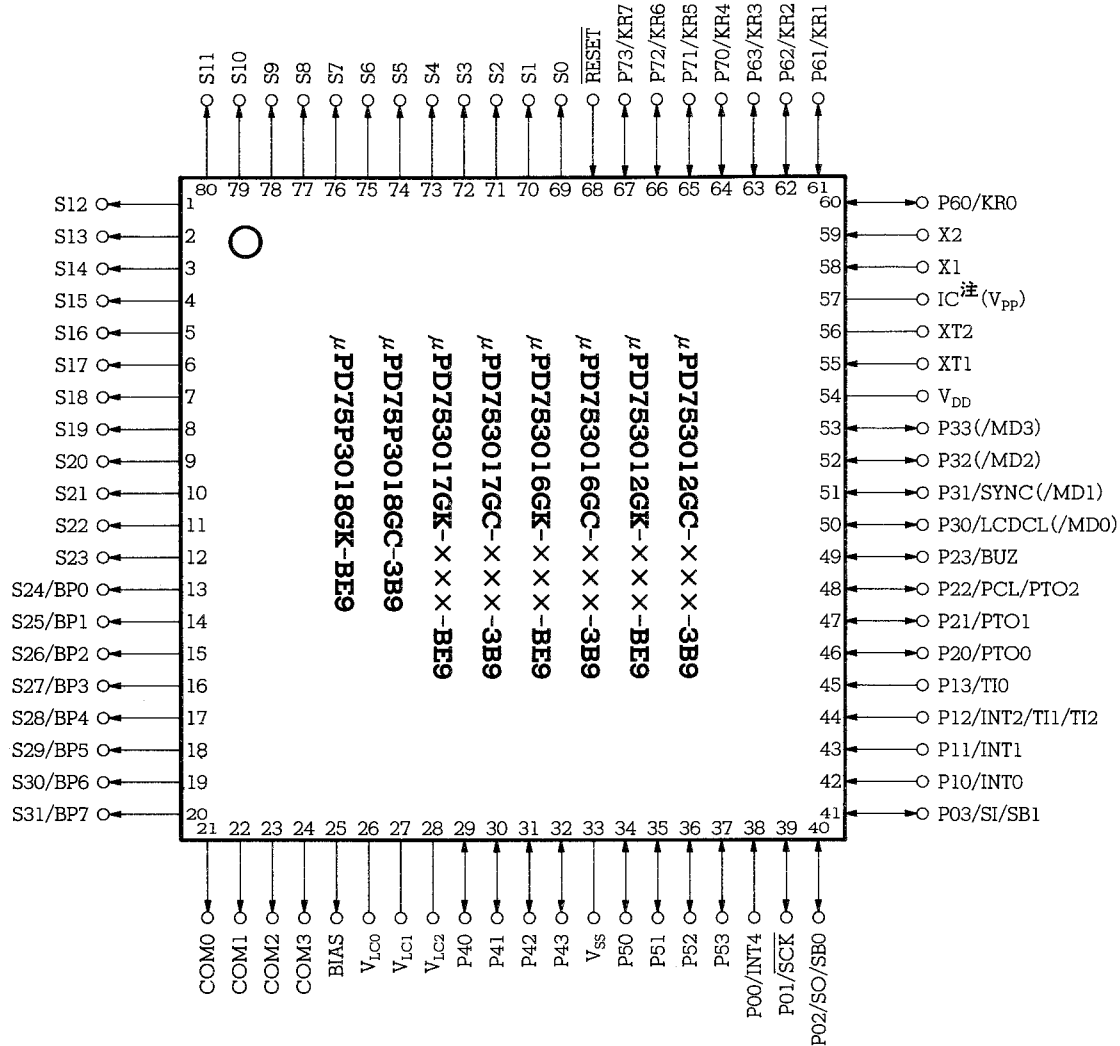 S11
S10
S9
S8
S7
S6
S5
S4
S3
S2
S1
S0
RESET
P73/KR7
P72/KR6
P71/KR5
P70/KR4
P63/KR3
P62/KR2
P61/KR1
80 79 78 77 76 75 74 73 72 71 70 69 68 67 66 65 64 63 62 61
S12 1
S13 2
S14 3
S15 4
S16 5
S17 6
S18 7
S19 8
S20 9
S21 10
S22 11
S23 12
S24/BP0 13
S25/BP1 14
S26/BP2 15
S27/BP3 16
S28/BP4 17
S29/BP5 18
S30/BP6 19
S31/BP7 20
μPD753012GC-×××-3B9
μPD753012GK-×××-BE9
μPD753016GC-×××-3B9
μPD753016GK-×××-BE9
μPD753017GC-×××-3B9
μPD753017GK-×××-BE9
μPD75P3018GC-3B9
μPD75P3018GK-BE9
60 P60/KR0
59 X2
58 X1
57 IC注(VPP)
56 XT2
55 XT1
54 VDD
53 P33(/MD3)
52 P32(/MD2)
51 P31/SYNC(/MD1)
50 P30/LCDCL(/MD0)
49 P23/BUZ
48 P22/PCL/PTO2
47 P21/PTO1
46 P20/PTO0
45 P13/TI0
44 P12/INT2/TI1/TI2
43 P11/INT1
42 P10/INT0
41 P03/SI/SB1
21 22 23 24 25 26 27 28 29 30 31 32 33 34 35 36 37 38 39 40
COM0
COM1
COM2
COM3
BIAS
VLC0
VLC1
VLC2
P40
P41
P42
P43
VSS
P50
P51
P52
P53
P00/INT4
P01/SCK
P02/SO/SB0